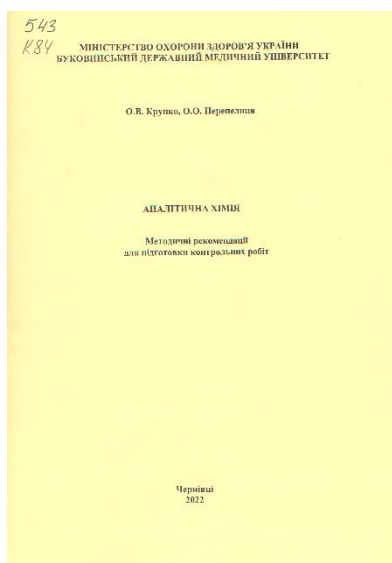 543
К84
МІНІСТЕРСТВО ОХОРОНИ ЗДОРОВ'Я УКРАЇНИ
БУКОВИНСЬКИЙ ДЕРЖАВНИЙ МЕДИЧНИЙ УНІВЕРСИТЕТ
О.В. Крупко, О.О. Перепелиця
АНАЛІТИЧНА ХІМІЯ
Методичні рекомендації
для підготовки контрольних робіт
Чернівці
2022